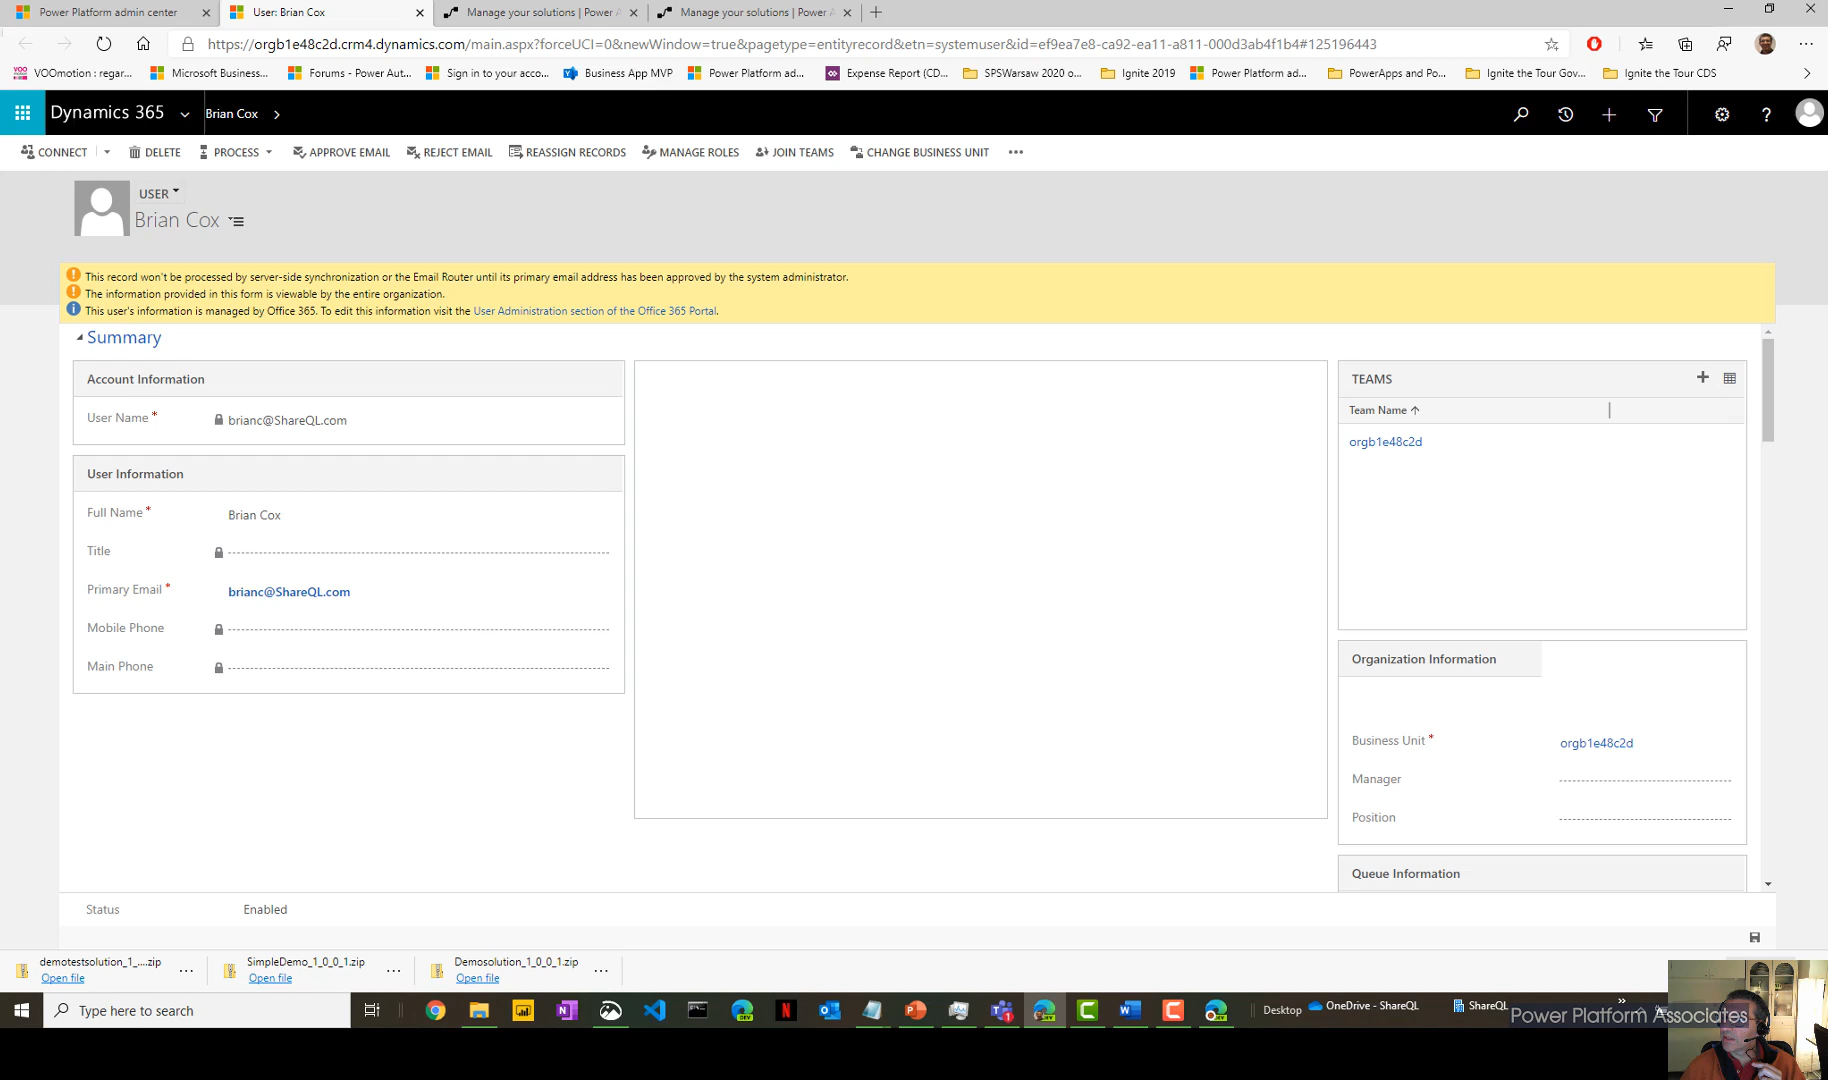 Power Platform admin center
User: Brian Cox
Manage your solutions | Power A
Manage your solutions | Power A
https://orgb1e48c2d.crm4.dynamics.com/main.aspx?forceUCI=0&newWindow=true&pagetype=entityrecord&etn=systemuser&id=ef9ea7e8-ca92-ea11-a811-000d3ab4f1b4#125196443
VOOmotion : regar...
Microsoft Business...
Forums - Power Aut...
Sign in to your acco...
Business App MVP
Power Platform ad...
Expense Report (CD...
SPSWarsaw 2020 o...
Ignite 2019
Power Platform ad...
PowerApps and Po...
Ignite the Tour Gov...
Ignite the Tour CDS
Dynamics 365
Brian Cox
CONNECT
DELETE
PROCESS
APPROVE EMAIL
REJECT EMAIL
REASSIGN RECORDS
MANAGE ROLES
JOIN TEAMS
CHANGE BUSINESS UNIT
USER
Brian Cox
This record won't be processed by server-side synchronization or the Email Router until its primary email address has been approved by the system administrator.
The information provided in this form is viewable by the entire organization.
This user's information is managed by Office 365. To edit this information visit the User Administration section of the Office 365 Portal.
Summary
Account Information
User Name *
brianc@ShareQL.com
User Information
Full Name *
Brian Cox
Title
Primary Email *
brianc@ShareQL.com
Mobile Phone
Main Phone
TEAMS
Team Name
orgb1e48c2d
Organization Information
Business Unit *
orgb1e48c2d
Manager
Position
Queue Information
Status
Enabled
demotestsolution_1_....zip
Open file
SimpleDemo_1_0_0_1.zip
Open file
Demosolution_1_0_0_1.zip
Open file
Type here to search
Desktop
OneDrive - ShareQL
ShareQL
Power Platform Associates